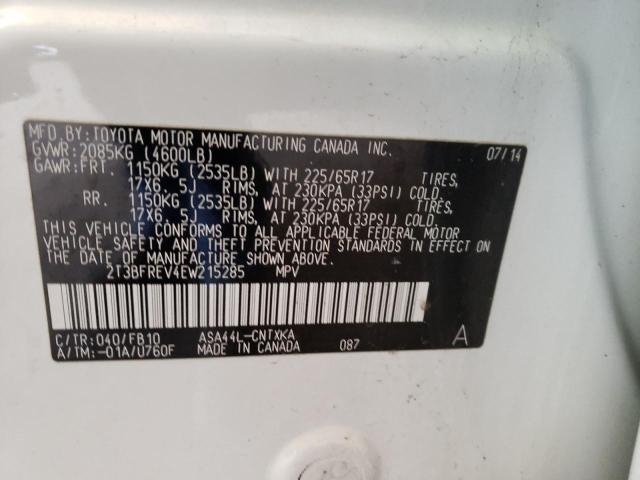 MFD.BY:TOYOTA MOTOR MANUFACTURING CANADA INC. 07/14
GVWR:2085KG (4600LB)
GAWR:FRT. 1150KG (2535LB) WITH 225/65R17 TIRES,
17X6. 5J RIMS, AT 230KPA (33PSI) COLD.
RR. 1150KG (2535LB) WITH 225/65R17 TIRES,
17X6. 5J RIMS, AT 230KPA (33PSI) COLD.
THIS VEHICLE CONFORMS TO ALL APPLICABLE FEDERAL MOTOR
VEHICLE SAFETY AND THEFT PREVENTION STANDARDS IN EFFECT ON
THE DATE OF MANUFACTURE SHOWN ABOVE.
2T3BFREV4EW215285 MPV
C/TR:040/FB10 ASA44L-CNTXKA
A/TM:-01A/U760F MADE IN CANADA 087 A